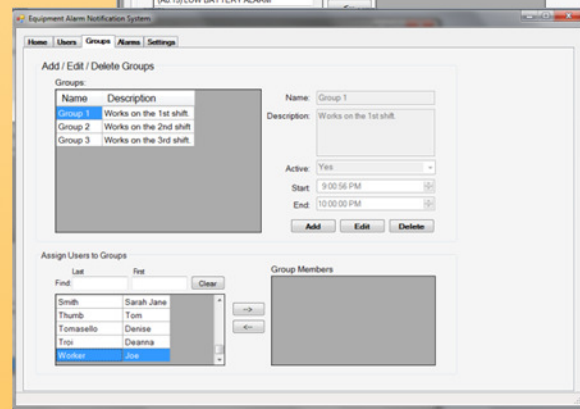 (Ad 15)LOW BATTERY ALARM
Equipment Alarm Notification System
Home Users Groups Alarms Settings
Add / Edit / Delete Groups
Groups:
Name Description
Group 1 Works on the 1st shift.
Group 2 Works on the 2nd shift
Group 3 Works on the 3rd shift.
Name: Group 1
Description: Works on the 1st shift.
Active: Yes
Start: 9:00:56 PM
End: 10:00:00 PM
Add Edit Delete
Assign Users to Groups
Last First
Find: Clear
Smith Sarah Jane
Thumb Tom
Tomasello Denise
Troi Deanna
Worker Joe
-->
<--
Group Members